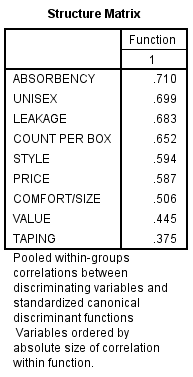 Structure Matrix
Function
1
ABSORBENCY .710
UNISEX .699
LEAKAGE .683
COUNT PER BOX .652
STYLE .594
PRICE .587
COMFORT/SIZE .506
VALUE .445
TAPING .375
Pooled within-groups
correlations between
discriminating variables and
standardized canonical
discriminant functions
Variables ordered by
absolute size of correlation
within function.